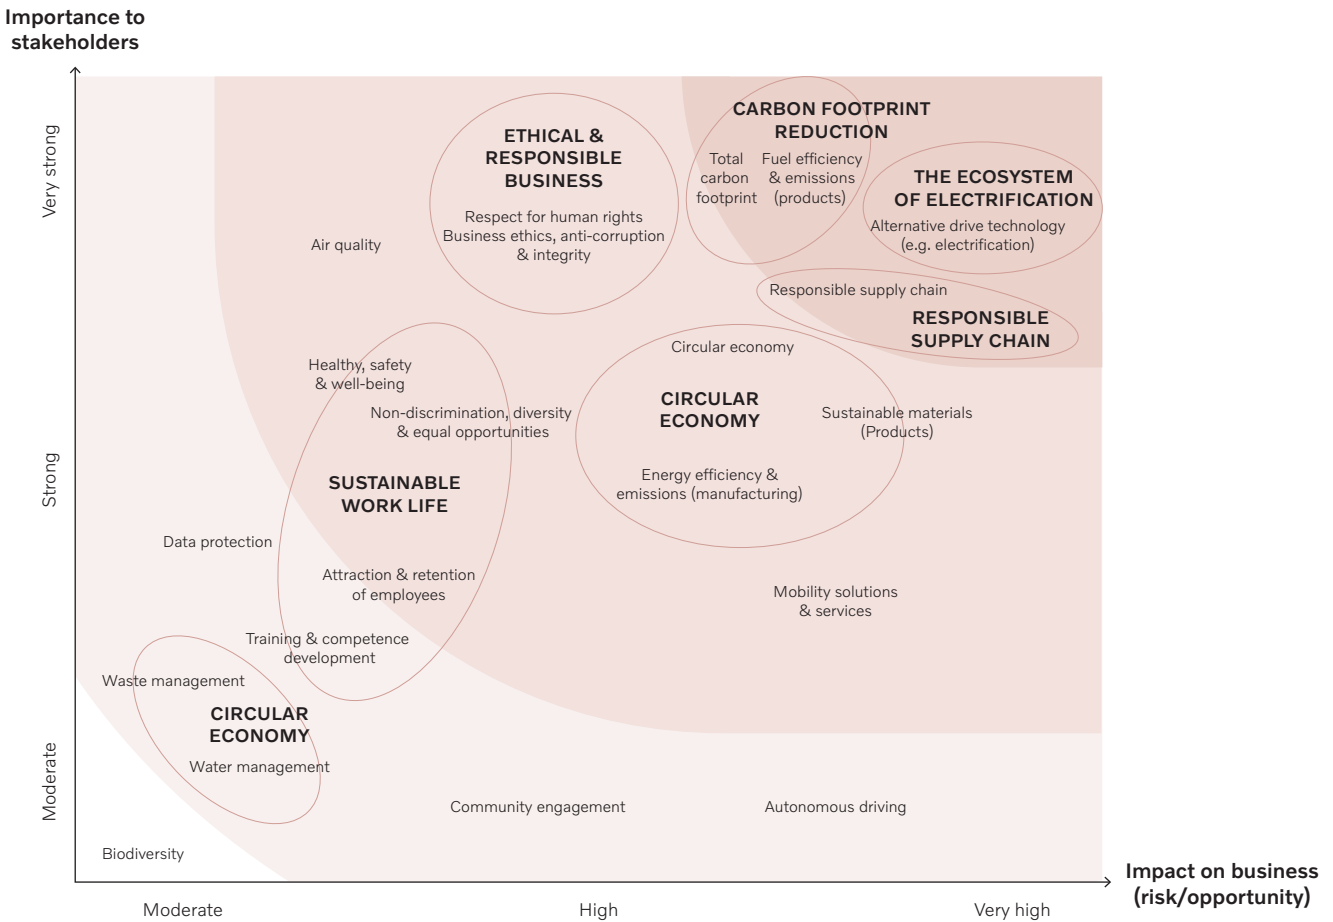 Importance to
stakeholders
Very strong
Strong
Moderate
CARBON FOOTPRINT
REDUCTION
Total
carbon
footprint
Fuel efficiency
& emissions
(products)
ETHICAL &
RESPONSIBLE
BUSINESS
Respect for human rights
Business ethics, anti-corruption
& integrity
THE ECOSYSTEM
OF ELECTRIFICATION
Alternative drive technology
(e.g. electrification)
Air quality
Responsible supply chain
RESPONSIBLE
SUPPLY CHAIN
Circular economy
CIRCULAR
ECONOMY
Sustainable materials
(Products)
Energy efficiency &
emissions (manufacturing)
Healthy, safety
& well-being
Non-discrimination, diversity
& equal opportunities
SUSTAINABLE
WORK LIFE
Attraction & retention
of employees
Training & competence
development
Data protection
Mobility solutions
& services
Waste management
CIRCULAR
ECONOMY
Water management
Community engagement
Autonomous driving
Biodiversity
Impact on business
(risk/opportunity)
Moderate
High
Very high